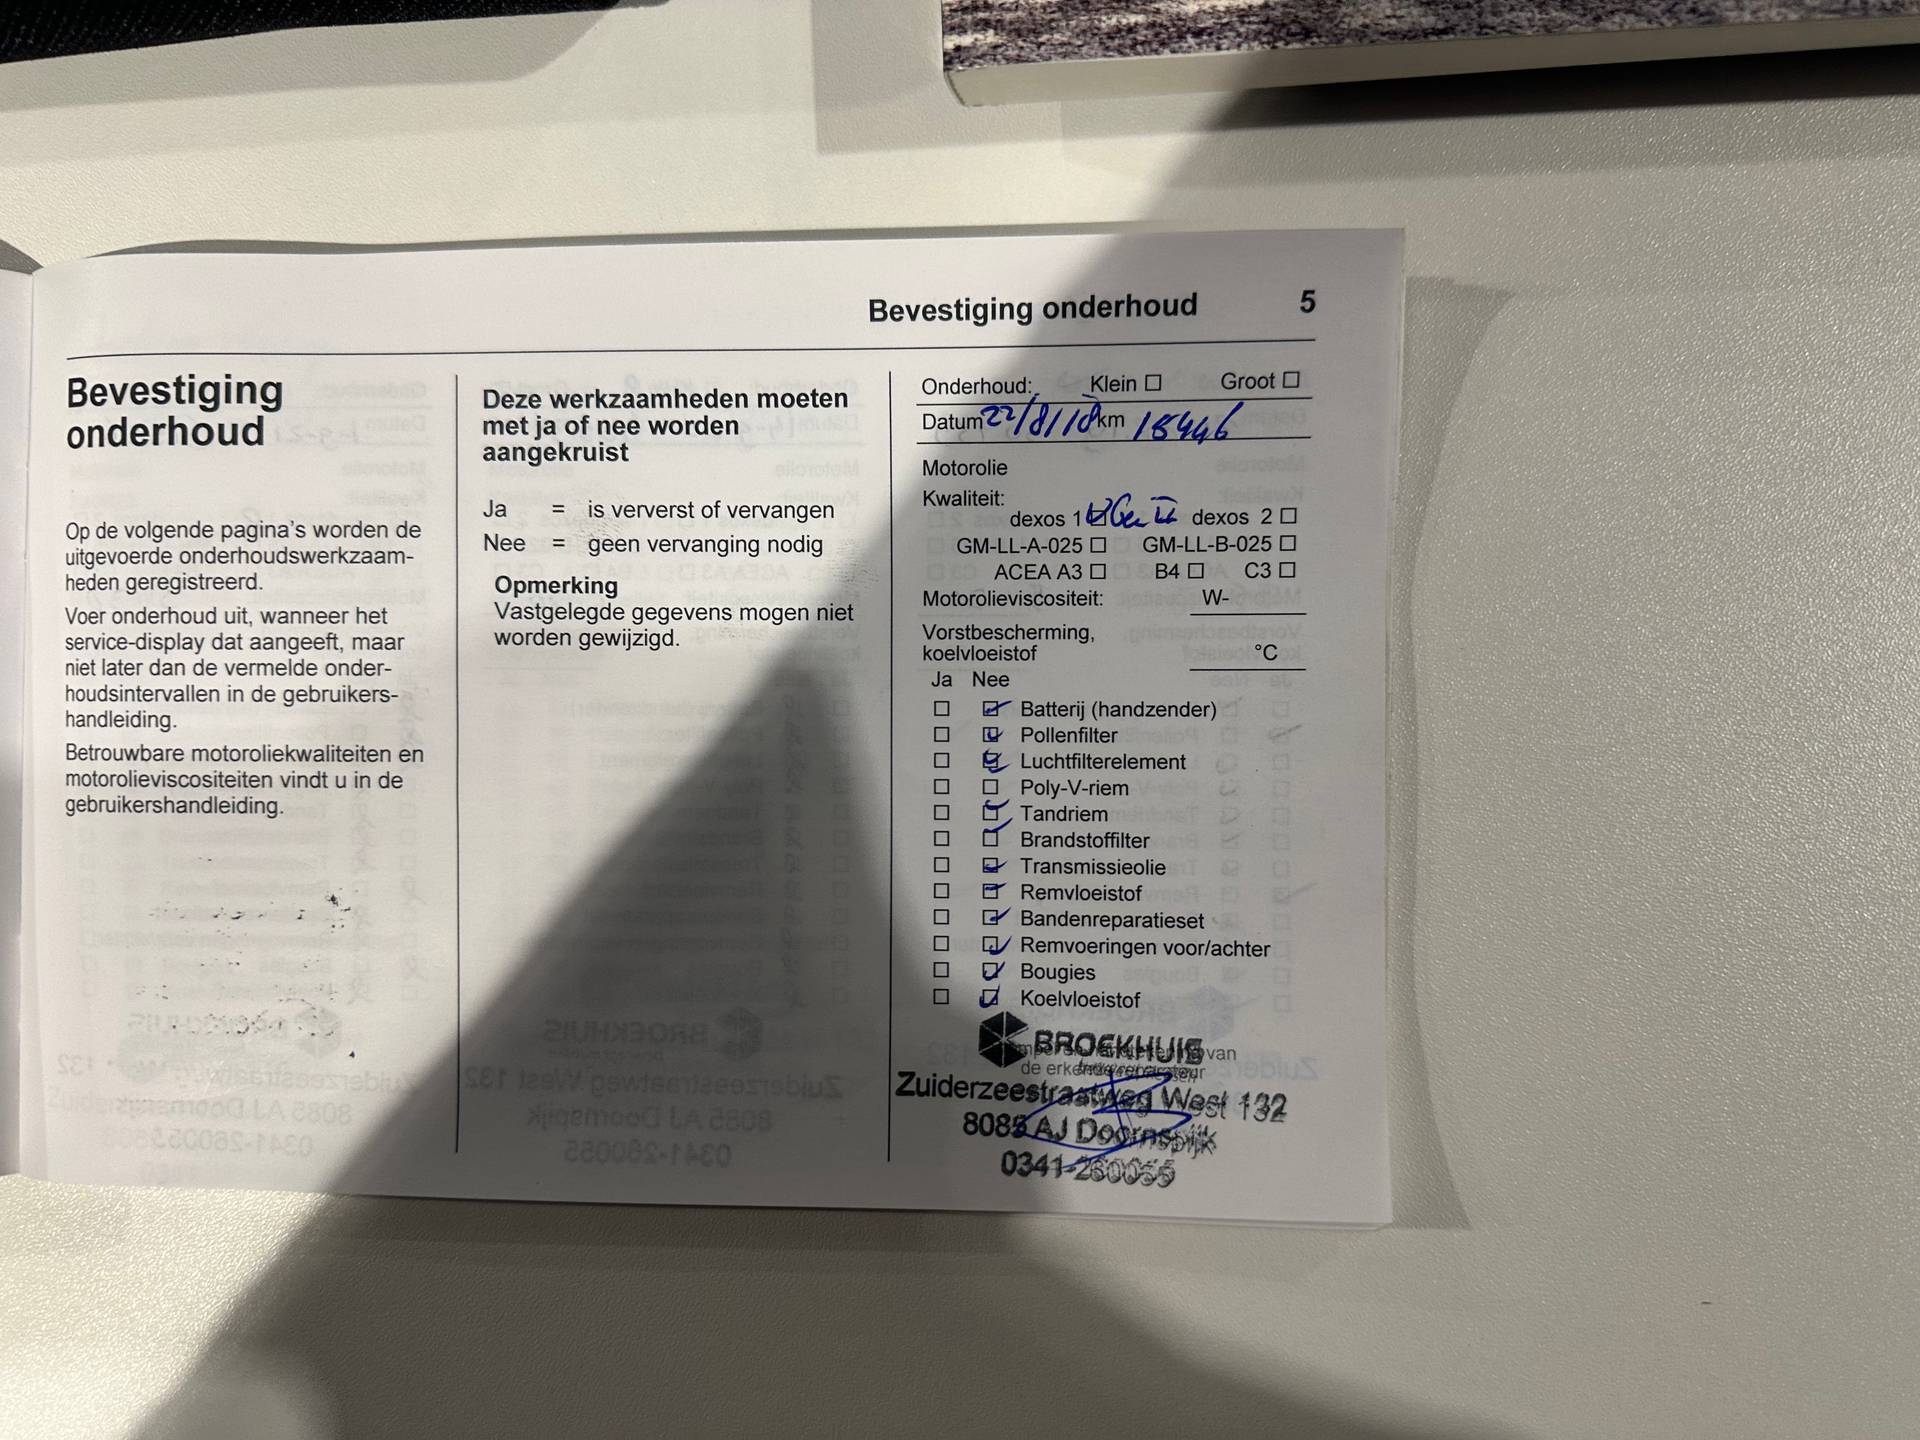 Bevestiging onderhoud 5
Bevestiging
onderhoud
Op de volgende pagina's worden de
uitgevoerde onderhoudswerkzaam-
heden geregistreerd.
Voer onderhoud uit, wanneer het
service-display dat aangeeft, maar
niet later dan de vermelde onder-
houdsintervallen in de gebruikers-
handleiding.
Betrouwbare motoroliekwaliteiten en
motorolieviscositeiten vindt u in de
gebruikershandleiding.
Deze werkzaamheden moeten
met ja of nee worden
aangekruist
Ja = is ververst of vervangen
Nee = geen vervanging nodig
Opmerking
Vastgelegde gegevens mogen niet
worden gewijzigd.
Onderhoud: Klein ☐ Groot ☐
Datum 22/8/18 km 15446
Motorolie
Kwaliteit:
dexos 1 ☑ Gen II dexos 2 ☐
GM-LL-A-025 ☐ GM-LL-B-025 ☐
ACEA A3 ☐ B4 ☐ C3 ☐
Motorolieviscositeit: W-
Vorstbescherming,
koelvloeistof °C
Ja Nee
☐ ☑ Batterij (handzender)
☐ ☑ Pollenfilter
☐ ☑ Luchtfilterelement
☐ ☐ Poly-V-riem
☐ ☑ Tandriem
☐ ☑ Brandstoffilter
☐ ☑ Transmissieolie
☐ ☑ Remvloeistof
☐ ☑ Bandenreparatieset
☐ ☑ Remvoeringen voor/achter
☐ ☑ Bougies
☐ ☑ Koelvloeistof
BROEKHUIS
van
de
Zuiderzeestraatweg West 132
8085 AJ Doornspijk
0341-260055